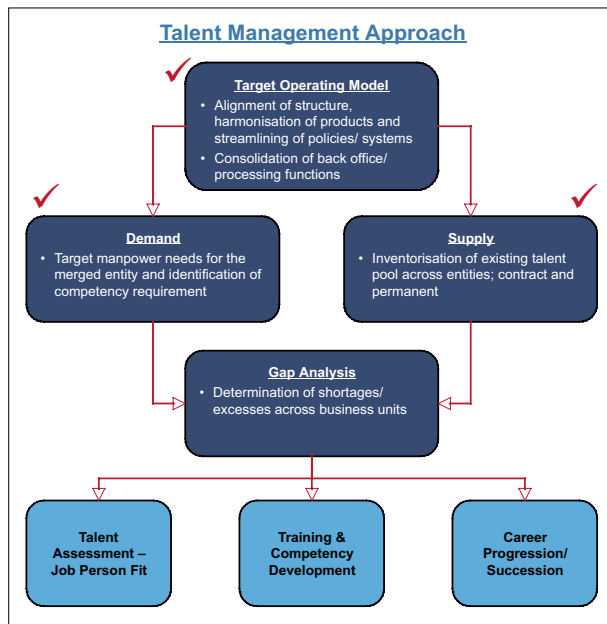 Talent Management Approach
Target Operating Model
• Alignment of structure,
harmonisation of products and
streamlining of policies/ systems
• Consolidation of back office/
processing functions
Demand
• Target manpower needs for the
merged entity and identification of
competency requirement
Supply
• Inventorisation of existing talent
pool across entities; contract and
permanent
Gap Analysis
• Determination of shortages/
excesses across business units
Talent
Assessment –
Job Person Fit
Training &
Competency
Development
Career
Progression/
Succession